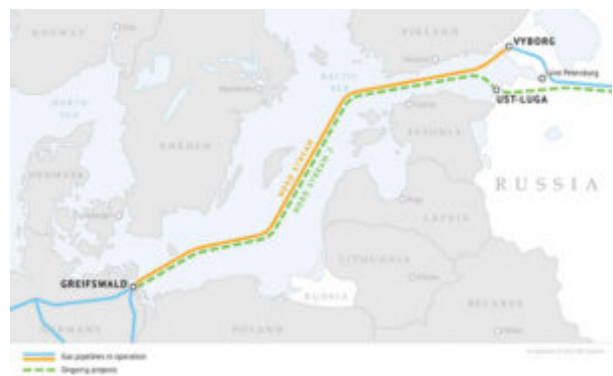 NORWAY
FINLAND
VYBORG
Saint Petersburg
BALTIC
SEA
UST-LUGA
NORTH
SEA
SWEDEN
ESTONIA
RUSSIA
DENMARK
NORD STREAM
NORD STREAM 2
Riga
LATVIA
LITHUANIA
GREIFSWALD
RUSSIA
BELARUS
GERMANY
POLAND
Gas pipelines in operation
Ongoing projects